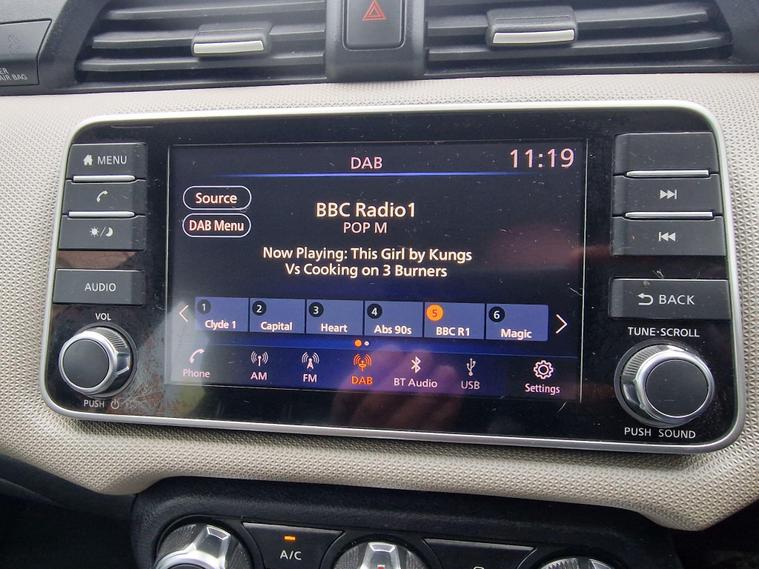 AIR BAG
MENU
AUDIO
VOL
PUSH
DAB
11:19
Source
DAB Menu
BBC Radio1
POP M
Now Playing: This Girl by Kungs
Vs Cooking on 3 Burners
1 Clyde 1
2 Capital
3 Heart
4 Abs 90s
5 BBC R1
6 Magic
Phone
AM
FM
DAB
BT Audio
USB
Settings
BACK
TUNE-SCROLL
PUSH SOUND
A/C